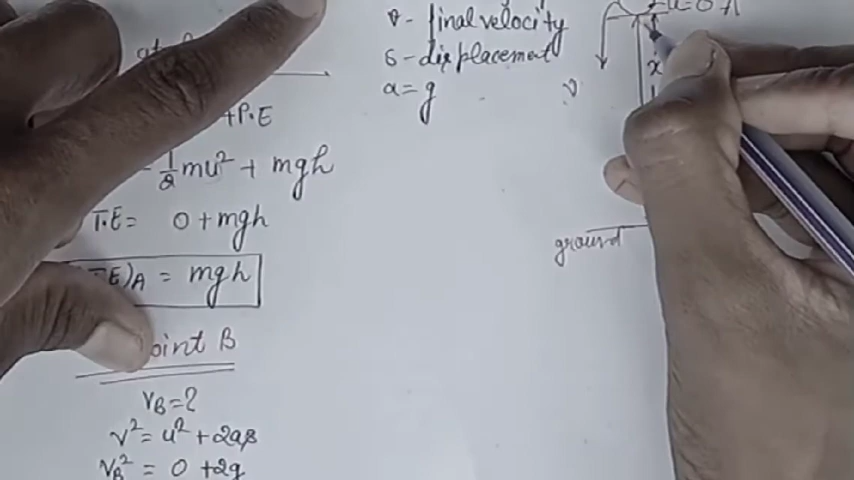 v - final velocity
s - displacement
a = g
u=0 A
x
v
+P.E
1/2 mu² + mgh
T.E = 0 + mgh
E)A = mgh
ground
oint B
VB = ?
v² = u² + 2as
VB² = 0 + 2g